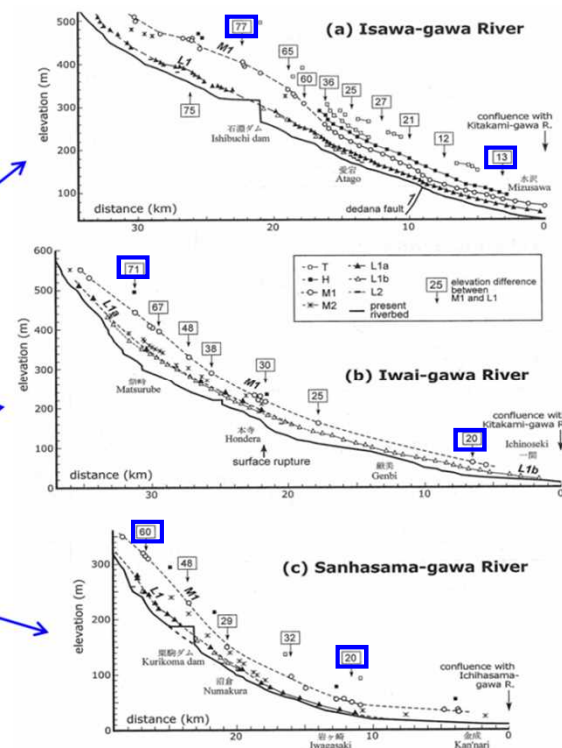 (a) Isawa-gawa River
500
400
300
200
100
elevation (m)
77
M1
L1
75
65
60
36
25
27
21
12
13
石淵ダム
Ishibuchi dam
愛宕
Atago
dedana fault
confluence with
Kitakami-gawa R.
水沢
Mizusawa
distance (km)
30
20
10
0
T
H
M1
M2
L1a
L1b
L2
present
riverbed
25
elevation difference
between
M1 and L1
(b) Iwai-gawa River
600
500
400
300
200
100
0
elevation (m)
71
67
48
38
30
25
20
L1a
M1
Matsurube
本寺
Hondera
surface rupture
厳美
Genbi
confluence with
Kitakami-gawa R.
Ichinoseki
一関
L1b
distance (km)
30
20
10
0
(c) Sanhasama-gawa River
300
200
100
0
elevation (m)
60
48
29
32
20
M1
L1
栗駒ダム
Kurikoma dam
沼倉
Numakura
岩ヶ崎
Iwagasaki
confluence with
Ichihasama-
gawa R.
金成
Kan'nari
distance (km)
20
10
0